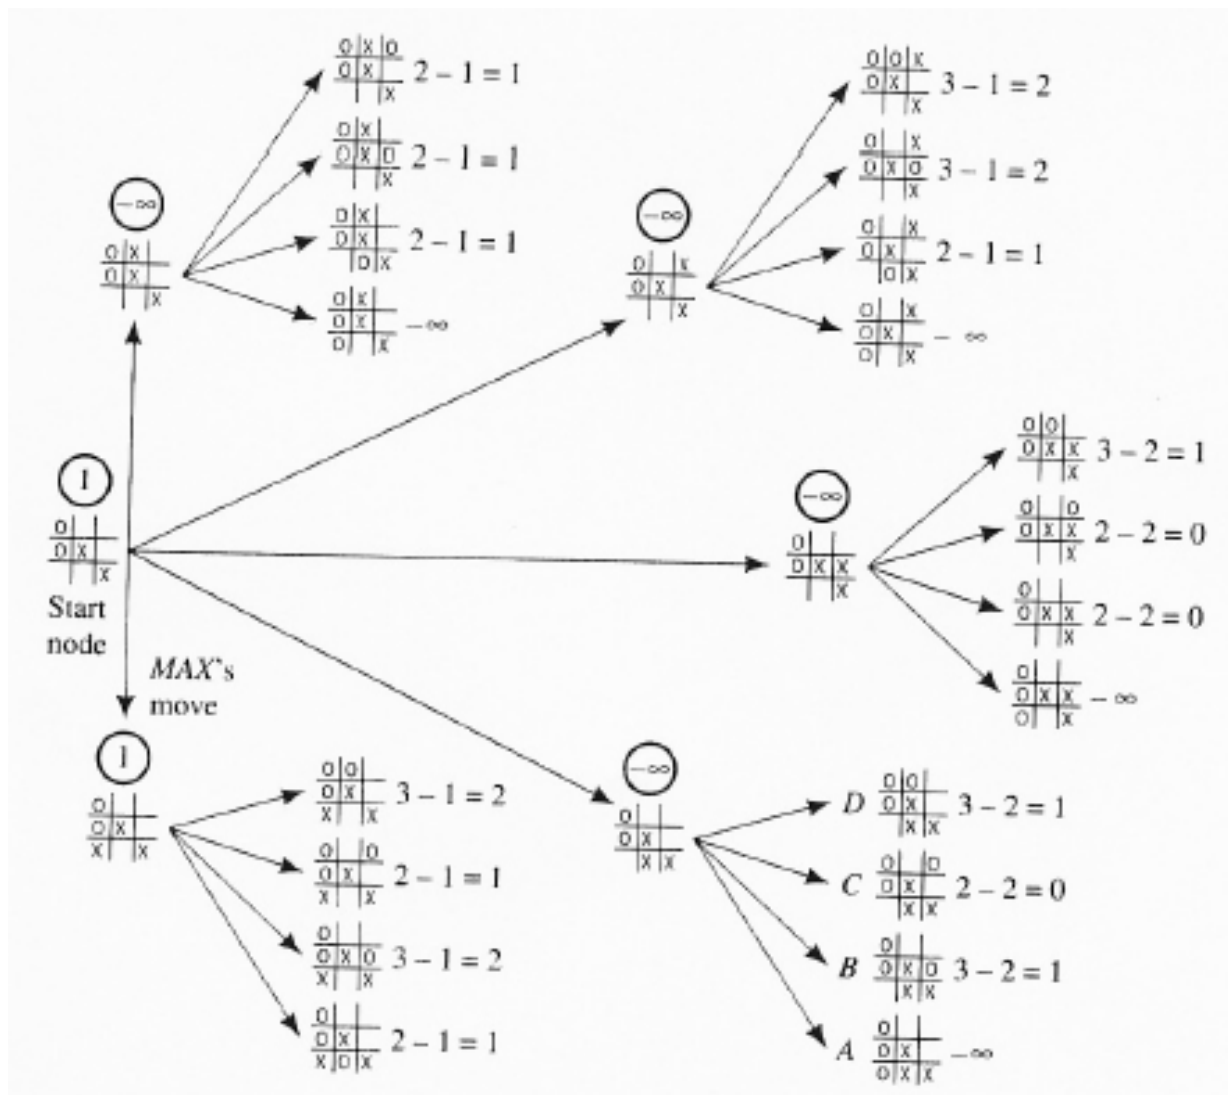 −∞
O X
O X
X
O X O
O X 2 – 1 = 1
X
O X
O X O 2 – 1 = 1
X
O X
O X 2 – 1 = 1
O X
O X
O X −∞
O X
−∞
O X
O X
X
O O X
O X 3 – 1 = 2
X
O X
O X O 3 – 1 = 2
X
O X
O X 2 – 1 = 1
O X
O X
O X − ∞
O X
1
O
O X
X
Start
node
MAX's
move
−∞
O
O X X
X
O O
O X X 3 – 2 = 1
X
O O
O X X 2 – 2 = 0
X
O
O X X 2 – 2 = 0
X
O
O X X −∞
O X
1
O
O X
X X
O O
O X 3 – 1 = 2
X X
O O
O X 2 – 1 = 1
X X
O
O X O 3 – 1 = 2
X X
O
O X 2 – 1 = 1
X O X
−∞
O
O X
X X
O O
D O X 3 – 2 = 1
X X
O O
C O X 2 – 2 = 0
X X
O
B O X O 3 – 2 = 1
X X
O
A O X −∞
O X X